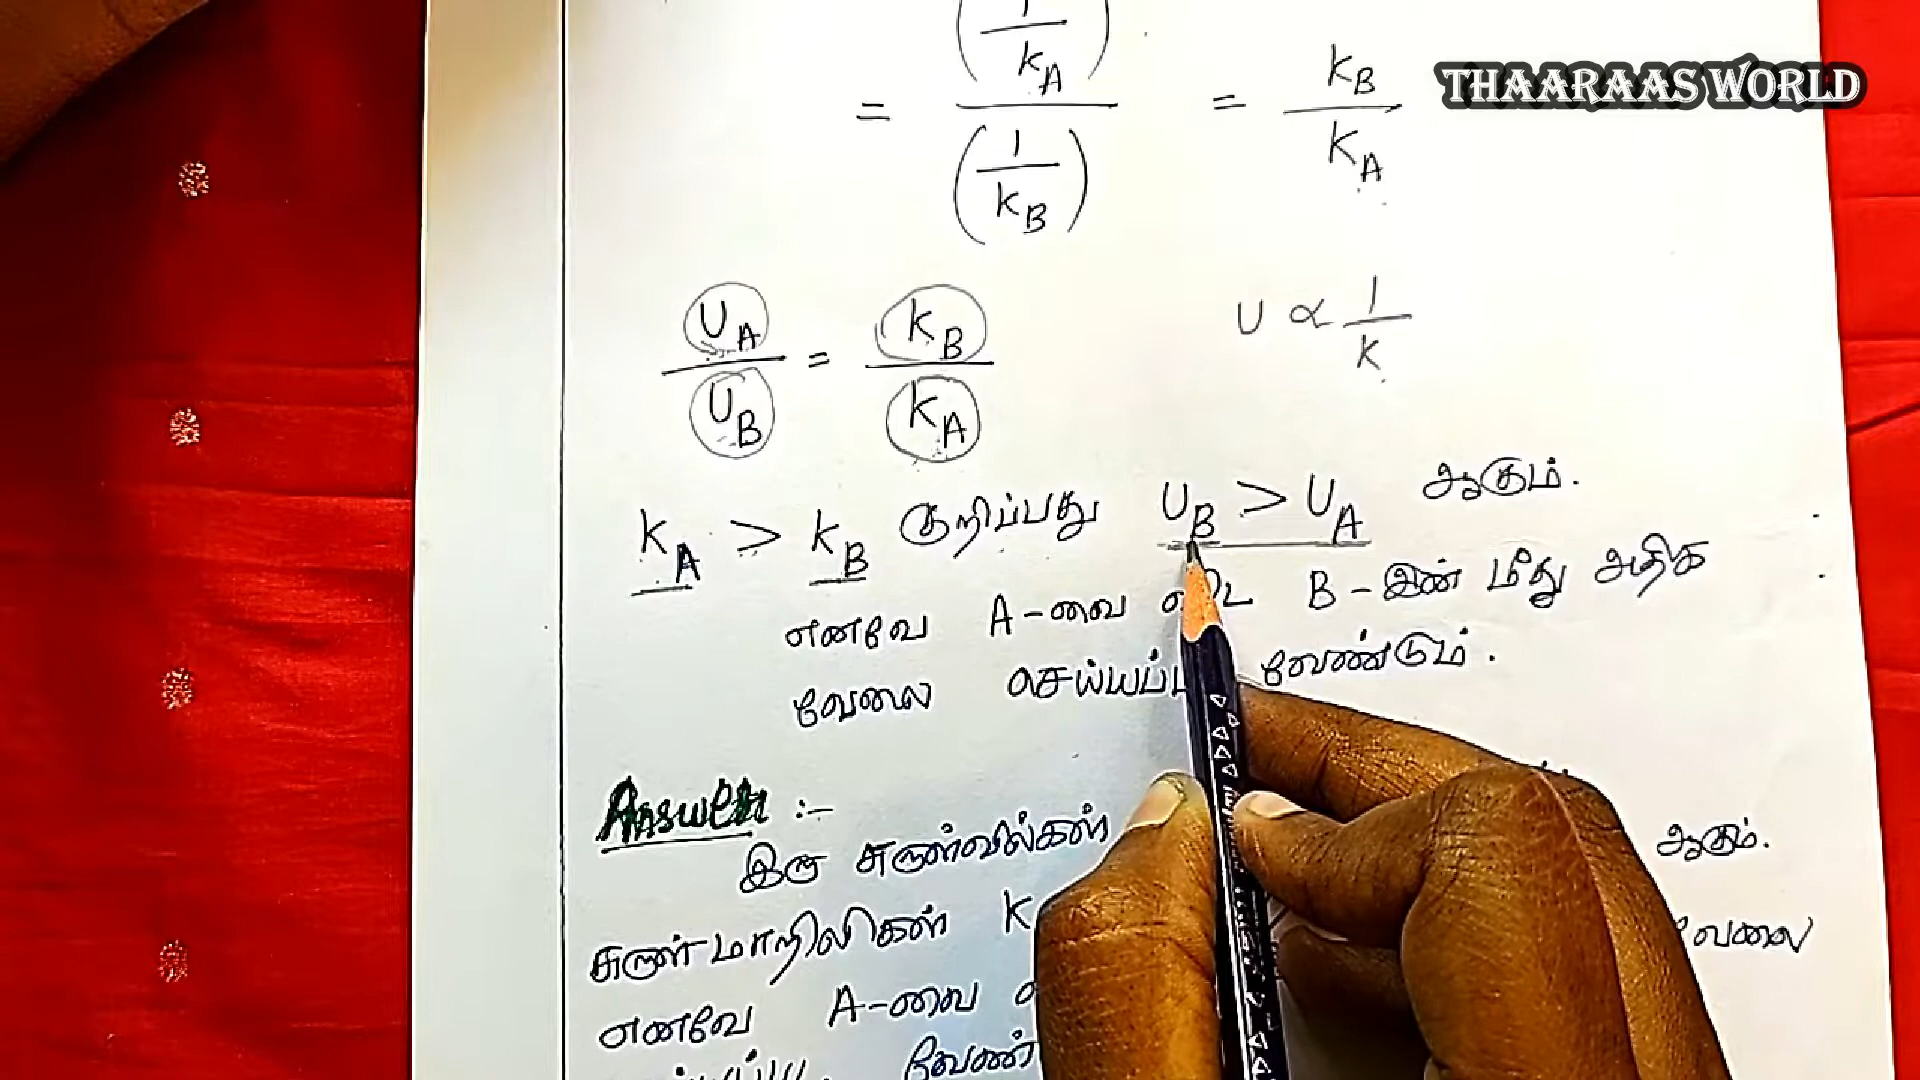 THAARAAS WORLD
= (1/k_A) / (1/k_B) = k_B / k_A
U_A / U_B = k_B / k_A    U ∝ 1/k
k_A > k_B குறிப்பது U_B > U_A ஆகும்.
எனவே A-வை விட B-இன் மீது அதிக
வேலை செய்யப்பட வேண்டும்.
Answer :-
இரு சுருள்வில்கள் ஆகும்.
சுருள் மாறிலிகள் K வேலை
எனவே A-வை